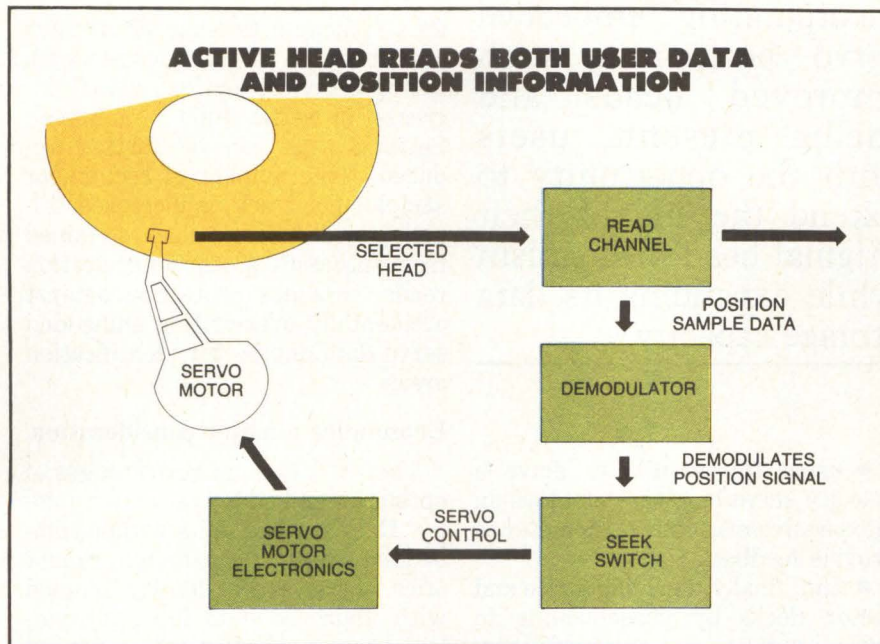 ACTIVE HEAD READS BOTH USER DATA
AND POSITION INFORMATION
SELECTED
HEAD
READ
CHANNEL
POSITION
SAMPLE DATA
SERVO
MOTOR
DEMODULATOR
DEMODULATES
POSITION SIGNAL
SERVO
MOTOR
ELECTRONICS
SERVO
CONTROL
SEEK
SWITCH